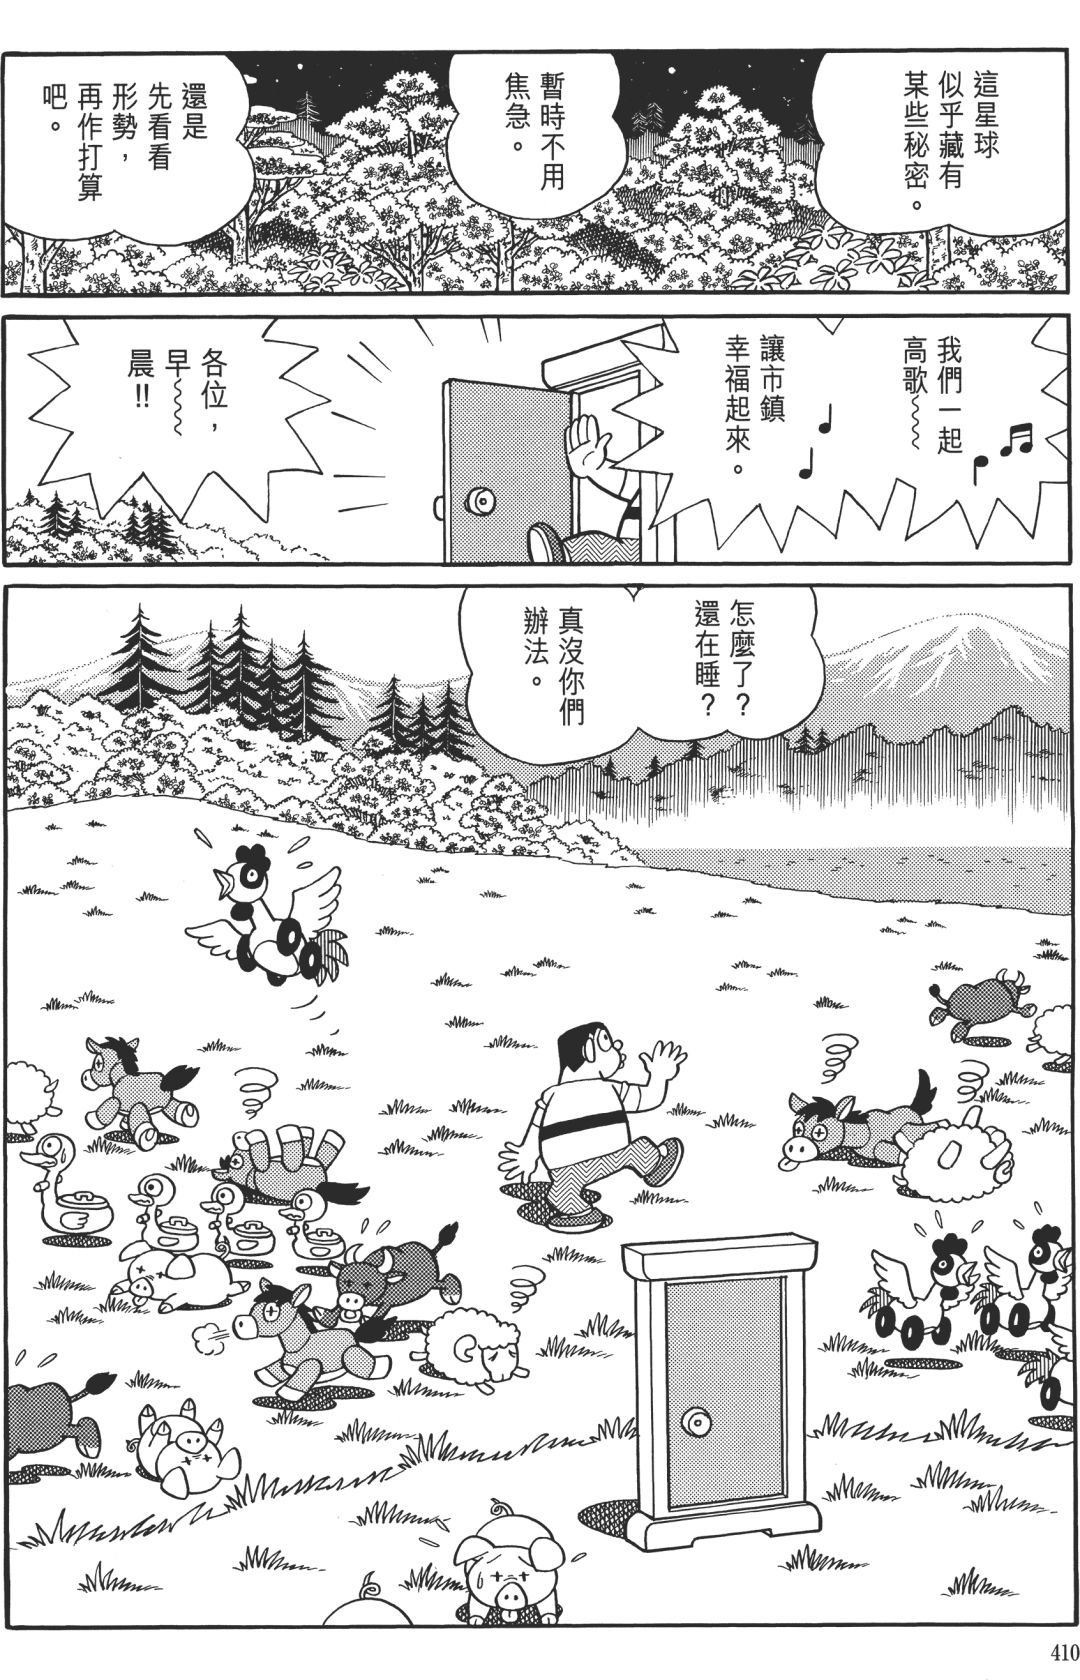 這星球
似乎藏有
某些秘密。
暫時不用
焦急。
還是
先看看
形勢，
再作打算
吧。
我們一起
高歌～～
讓市鎮
幸福起來。
各位，
早～～
晨!!
怎麼了？
還在睡？
真沒你們
辦法。
410